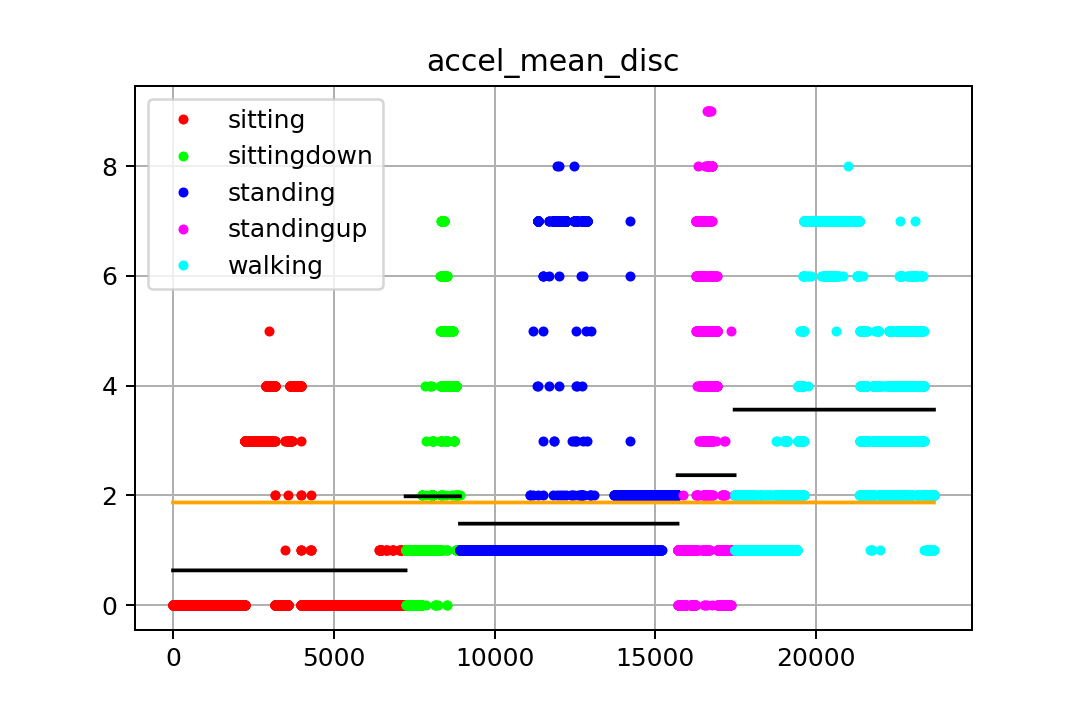 accel_mean_disc
sitting
sittingdown
standing
standingup
walking
8
6
4
2
0
0 5000 10000 15000 20000